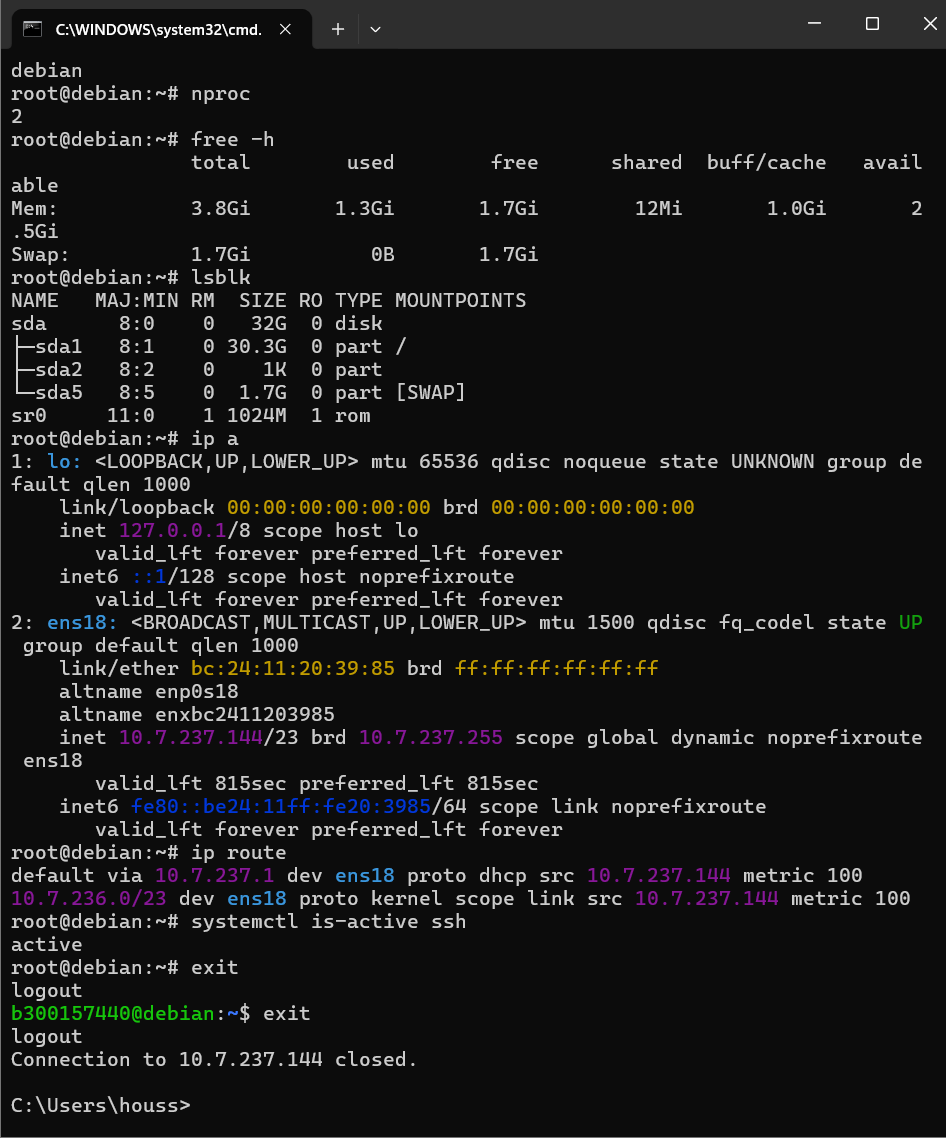 C:\WINDOWS\system32\cmd.
debian
root@debian:~# nproc
2
root@debian:~# free -h
               total        used        free      shared  buff/cache   avail
able
Mem:           3.8Gi       1.3Gi       1.7Gi        12Mi       1.0Gi       2
.5Gi
Swap:          1.7Gi          0B       1.7Gi
root@debian:~# lsblk
NAME   MAJ:MIN RM  SIZE RO TYPE MOUNTPOINTS
sda      8:0    0   32G  0 disk
├─sda1   8:1    0 30.3G  0 part /
├─sda2   8:2    0    1K  0 part
└─sda5   8:5    0  1.7G  0 part [SWAP]
sr0     11:0    1 1024M  1 rom
root@debian:~# ip a
1: lo: <LOOPBACK,UP,LOWER_UP> mtu 65536 qdisc noqueue state UNKNOWN group de
fault qlen 1000
    link/loopback 00:00:00:00:00:00 brd 00:00:00:00:00:00
    inet 127.0.0.1/8 scope host lo
       valid_lft forever preferred_lft forever
    inet6 ::1/128 scope host noprefixroute
       valid_lft forever preferred_lft forever
2: ens18: <BROADCAST,MULTICAST,UP,LOWER_UP> mtu 1500 qdisc fq_codel state UP
 group default qlen 1000
    link/ether bc:24:11:20:39:85 brd ff:ff:ff:ff:ff:ff
    altname enp0s18
    altname enxbc2411203985
    inet 10.7.237.144/23 brd 10.7.237.255 scope global dynamic noprefixroute
 ens18
       valid_lft 815sec preferred_lft 815sec
    inet6 fe80::be24:11ff:fe20:3985/64 scope link noprefixroute
       valid_lft forever preferred_lft forever
root@debian:~# ip route
default via 10.7.237.1 dev ens18 proto dhcp src 10.7.237.144 metric 100
10.7.236.0/23 dev ens18 proto kernel scope link src 10.7.237.144 metric 100
root@debian:~# systemctl is-active ssh
active
root@debian:~# exit
logout
b300157440@debian:~$ exit
logout
Connection to 10.7.237.144 closed.
C:\Users\houss>